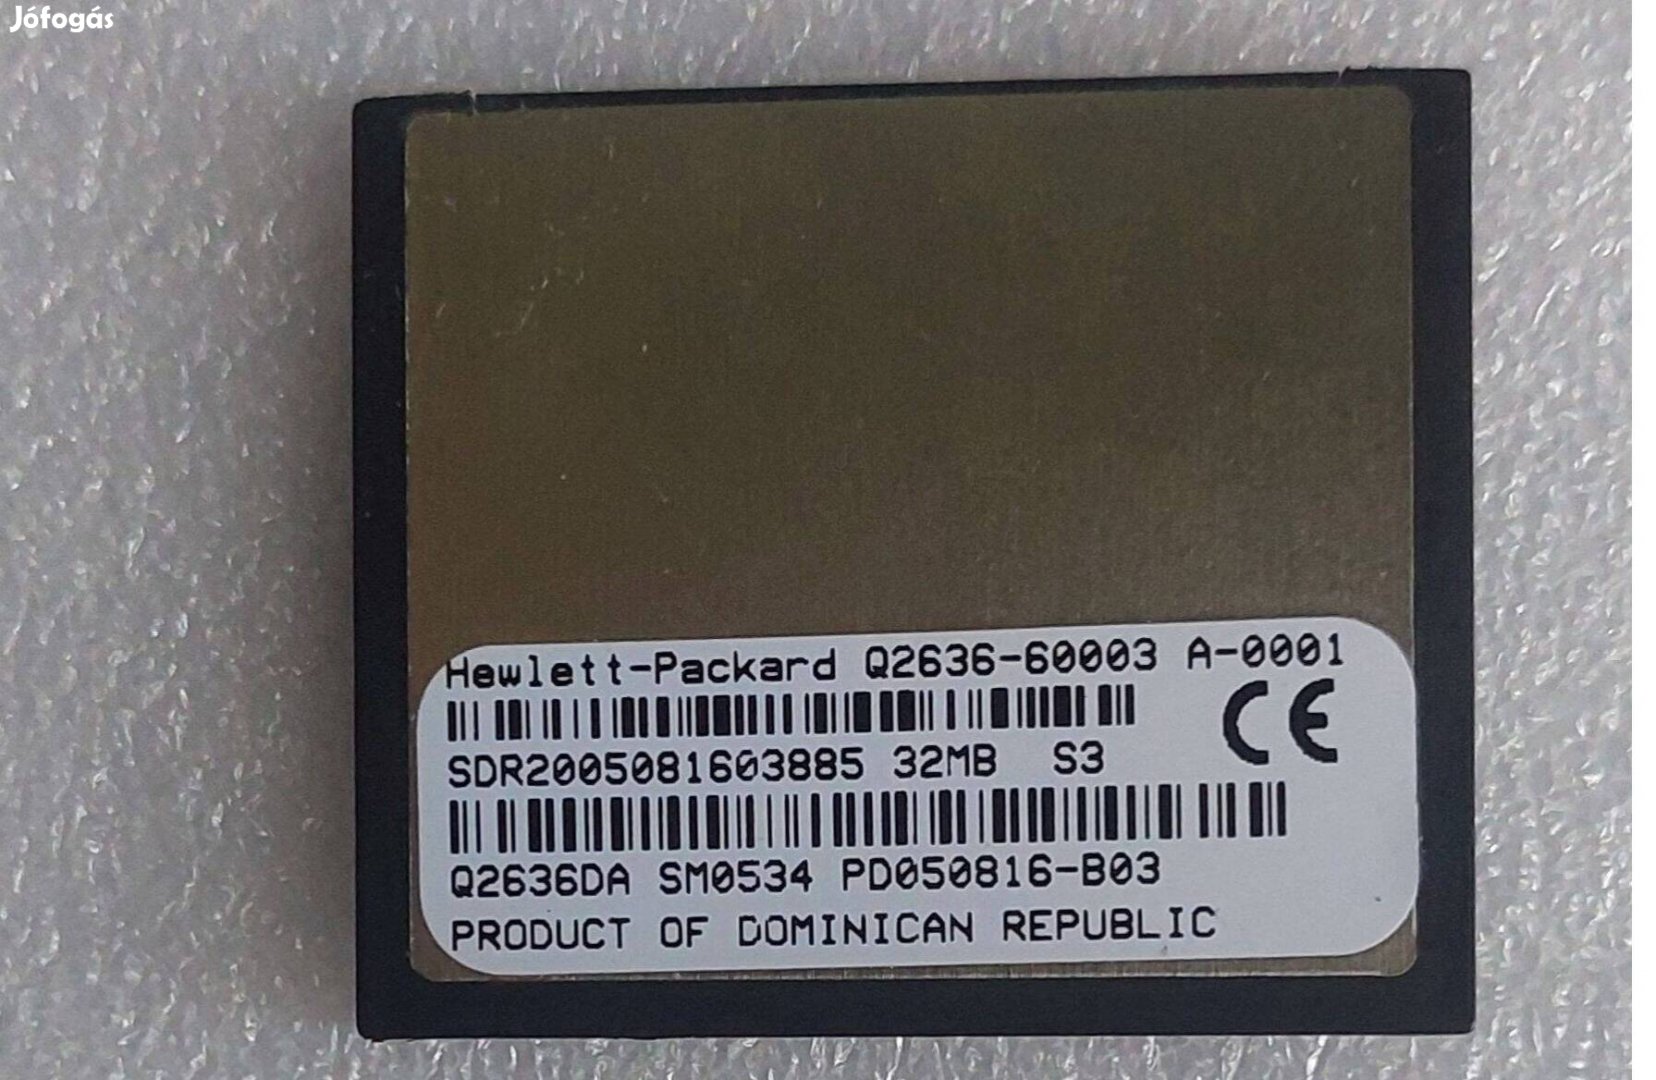 Jófogás
Hewlett-Packard Q2636-60003 A-0001
SDR2005081603885 32MB S3
CE
Q2636DA SM0534 PD050816-B03
PRODUCT OF DOMINICAN REPUBLIC